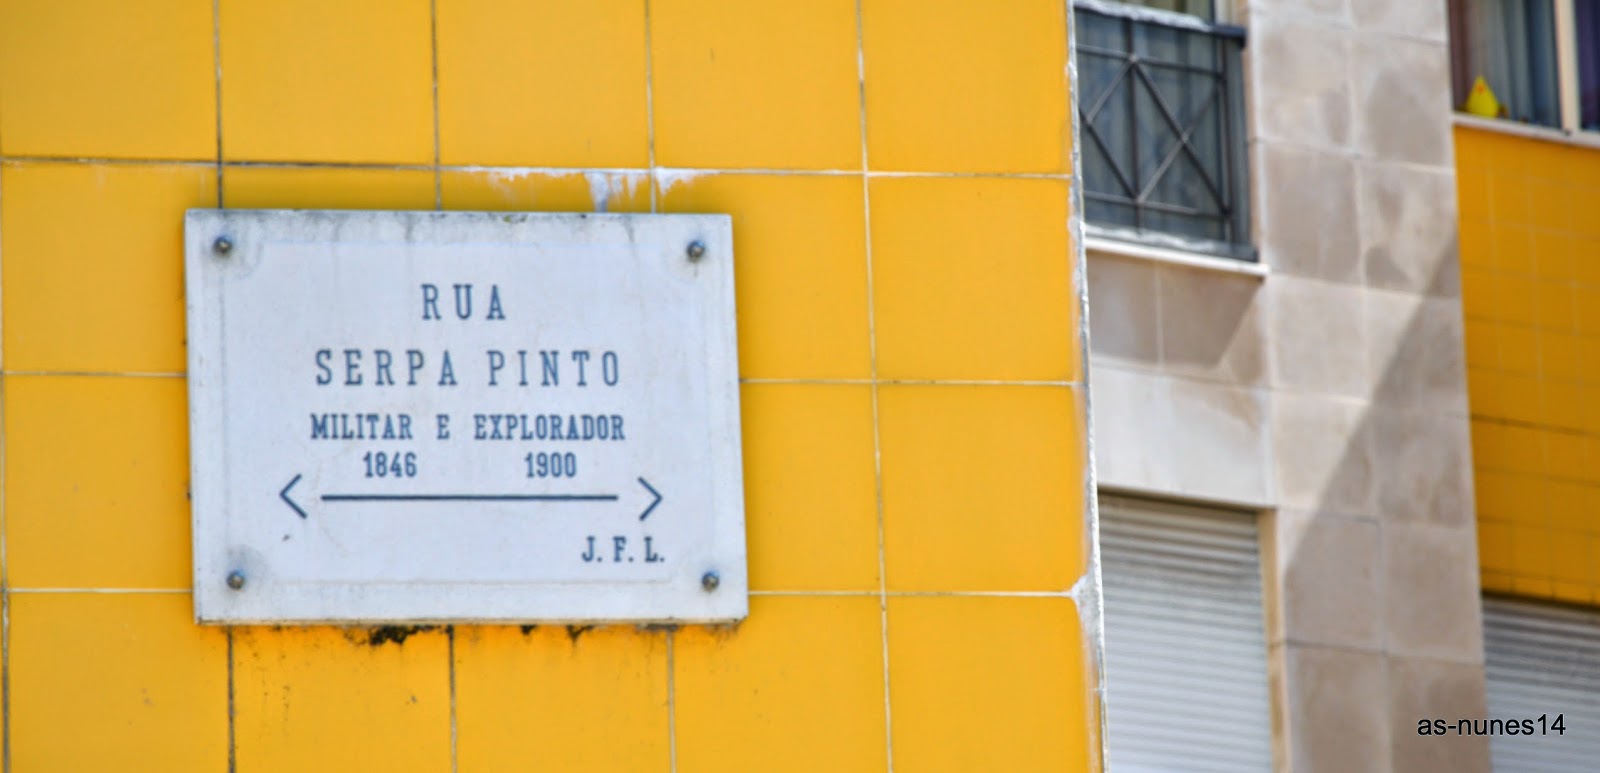 RUA
SERPA PINTO
MILITAR E EXPLORADOR
1846 1900
J. F. L.
as-nunes14